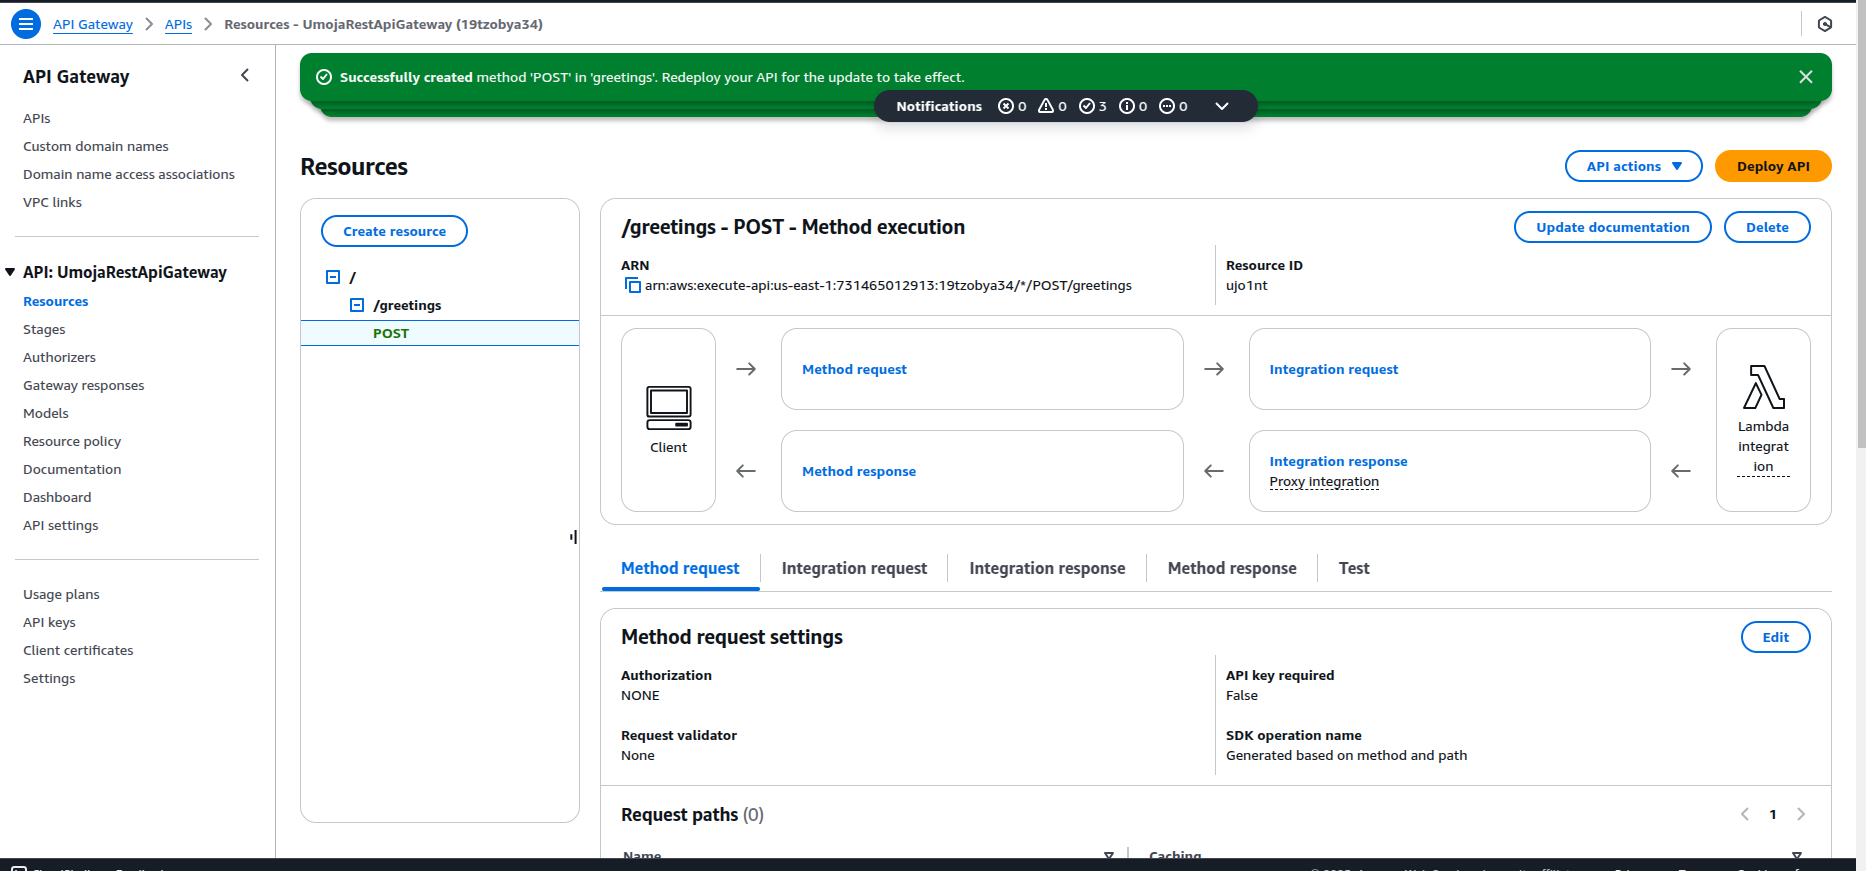 API Gateway > APIs > Resources - UmojaRestApiGateway (19tzobya34)
API Gateway
APIs
Custom domain names
Domain name access associations
VPC links
API: UmojaRestApiGateway
Resources
Stages
Authorizers
Gateway responses
Models
Resource policy
Documentation
Dashboard
API settings
Usage plans
API keys
Client certificates
Settings
Successfully created method 'POST' in 'greetings'. Redeploy your API for the update to take effect.
Notifications 0 0 3 0 0
Resources
API actions
Deploy API
Create resource
/
/greetings
POST
/greetings - POST - Method execution
Update documentation
Delete
ARN
arn:aws:execute-api:us-east-1:731465012913:19tzobya34/*/POST/greetings
Resource ID
ujo1nt
Client
Method request
Integration request
Lambda
integrat
ion
Method response
Integration response
Proxy integration
Method request
Integration request
Integration response
Method response
Test
Method request settings
Edit
Authorization
NONE
API key required
False
Request validator
None
SDK operation name
Generated based on method and path
Request paths (0)
1
Name
Caching